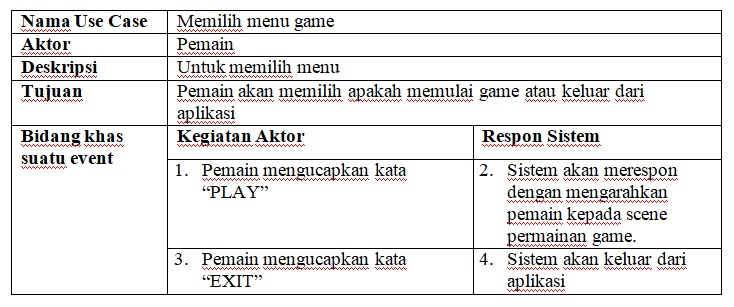 Nama Use Case Memilih menu game
Aktor Pemain
Deskripsi Untuk memilih menu
Tujuan Pemain akan memilih apakah memulai game atau keluar dari
aplikasi
Bidang khas
suatu event
Kegiatan Aktor Respon Sistem
1. Pemain mengucapkan kata
“PLAY”
2. Sistem akan merespon
dengan mengarahkan
pemain kepada scene
permainan game.
3. Pemain mengucapkan kata
“EXIT”
4. Sistem akan keluar dari
aplikasi